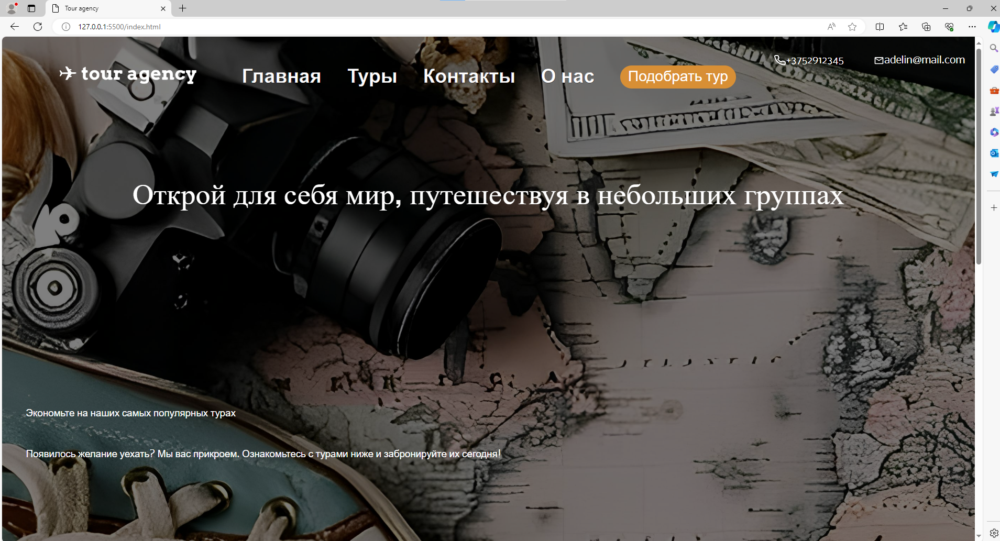 Tour agency
127.0.0.1:5500/index.html
+3752912345
adelin@mail.com
tour agency
Главная
Туры
Контакты
О нас
Подобрать тур
Открой для себя мир, путешествуя в небольших группах
Экономьте на наших самых популярных турах
Появилось желание уехать? Мы вас прикроем. Ознакомьтесь с турами ниже и забронируйте их сегодня!